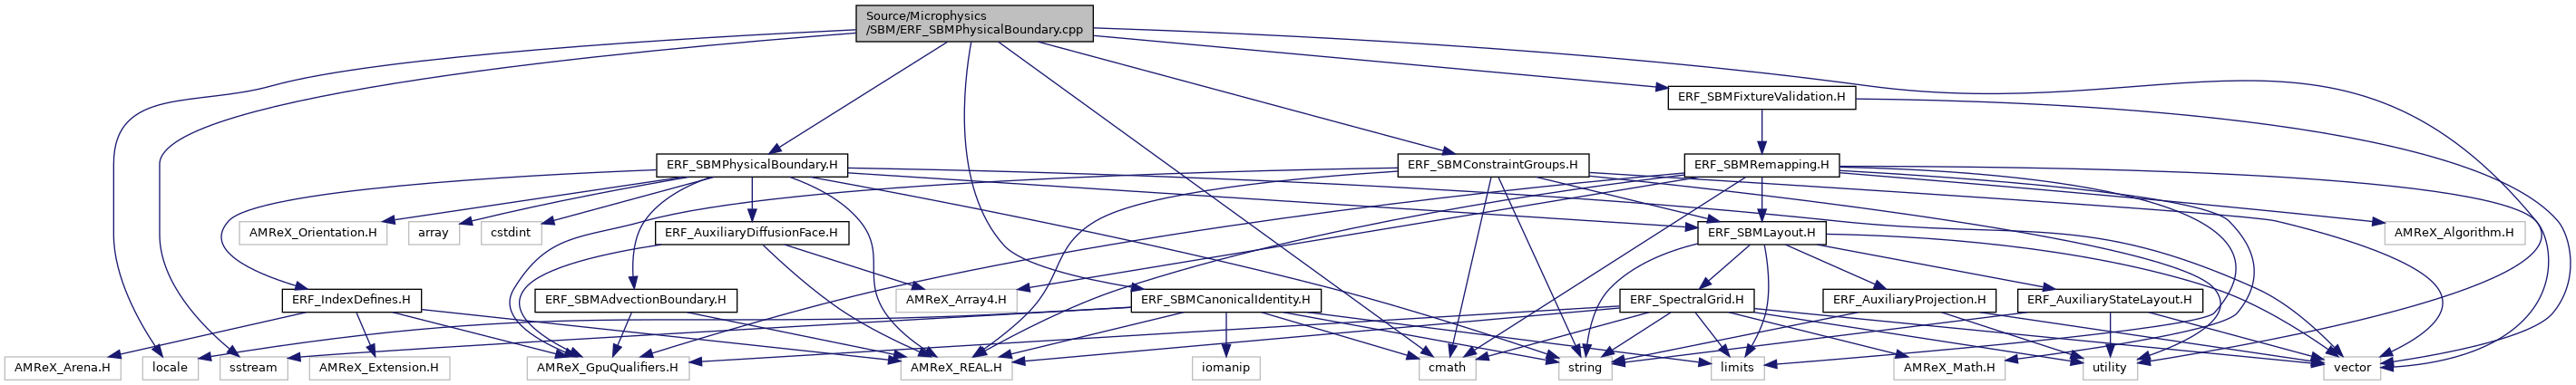 Source/Microphysics
/SBM/ERF_SBMPhysicalBoundary.cpp
ERF_SBMFixtureValidation.H
ERF_SBMPhysicalBoundary.H
ERF_SBMConstraintGroups.H
ERF_SBMRemapping.H
AMReX_Orientation.H
array
cstdint
ERF_AuxiliaryDiffusionFace.H
ERF_SBMLayout.H
AMReX_Algorithm.H
ERF_IndexDefines.H
ERF_SBMAdvectionBoundary.H
AMReX_Array4.H
ERF_SBMCanonicalIdentity.H
ERF_SpectralGrid.H
ERF_AuxiliaryProjection.H
ERF_AuxiliaryStateLayout.H
AMReX_Arena.H
locale
sstream
AMReX_Extension.H
AMReX_GpuQualifiers.H
AMReX_REAL.H
iomanip
cmath
string
limits
AMReX_Math.H
utility
vector